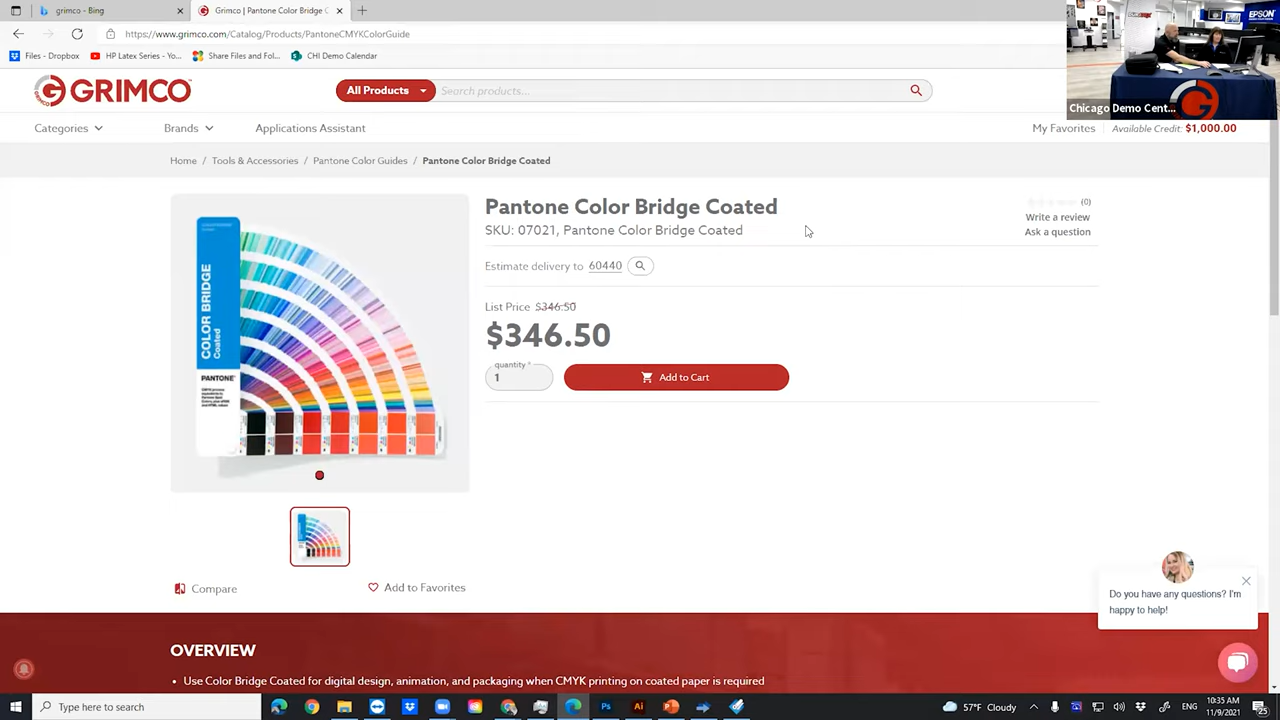 grimco - Bing
Grimco | Pantone Color Bridge C
https://www.grimco.com/Catalog/Products/PantoneCMYKColorGuide
Files - Dropbox
HP Latex Series - Yo...
Share Files and Fol...
CHI Demo Calendar
EPSON
Chicago Demo Cent...
GRIMCO
All Products
Search products...
Categories
Brands
Applications Assistant
My Favorites
Available Credit: $1,000.00
Home / Tools & Accessories / Pantone Color Guides / Pantone Color Bridge Coated
COLOR BRIDGE
Coated
PANTONE
Pantone Color Bridge Coated
SKU: 07021, Pantone Color Bridge Coated
(0)
Write a review
Ask a question
Estimate delivery to 60440
List Price $346.50
$346.50
quantity *
1
Add to Cart
Compare
Add to Favorites
Do you have any questions? I'm
happy to help!
OVERVIEW
• Use Color Bridge Coated for digital design, animation, and packaging when CMYK printing on coated paper is required
Type here to search
Ps
Ai
57°F Cloudy
ENG
10:35 AM
11/9/2021
25